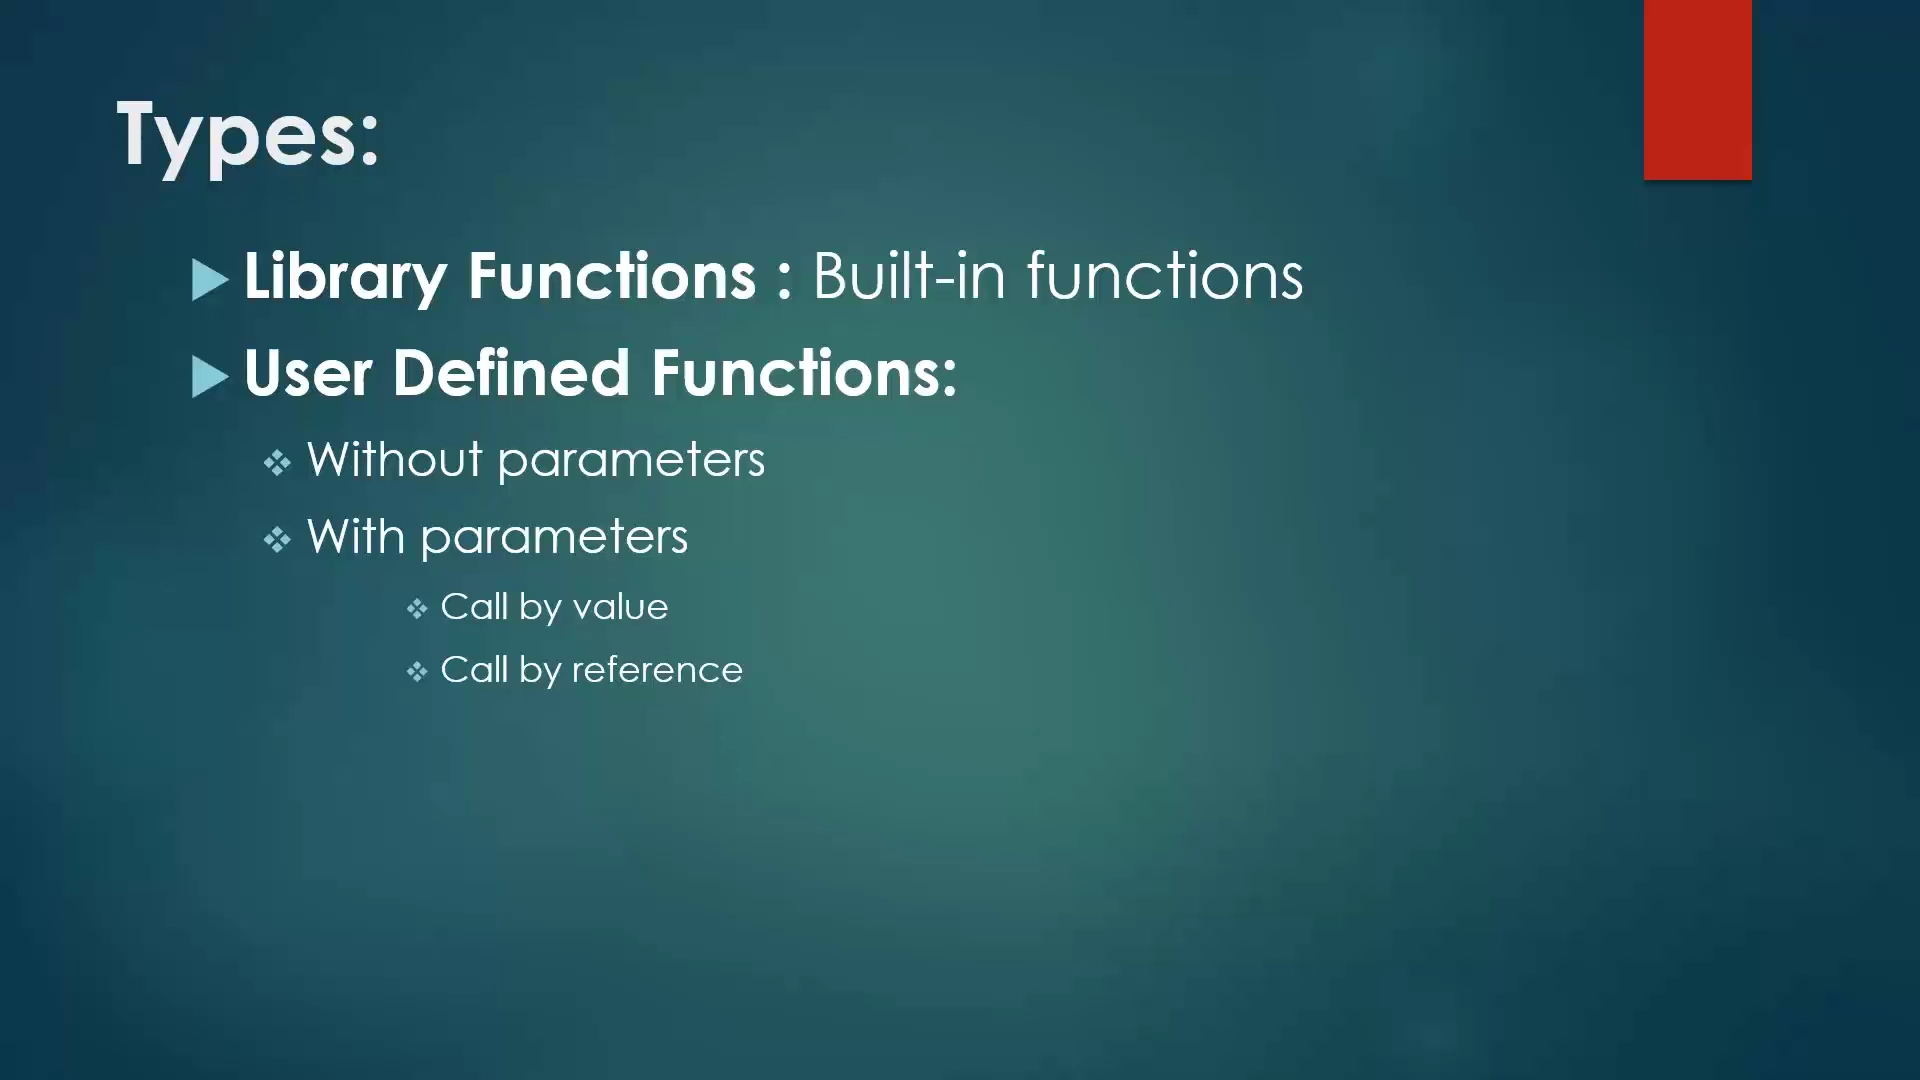 Types:
Library Functions : Built-in functions
User Defined Functions:
Without parameters
With parameters
Call by value
Call by reference